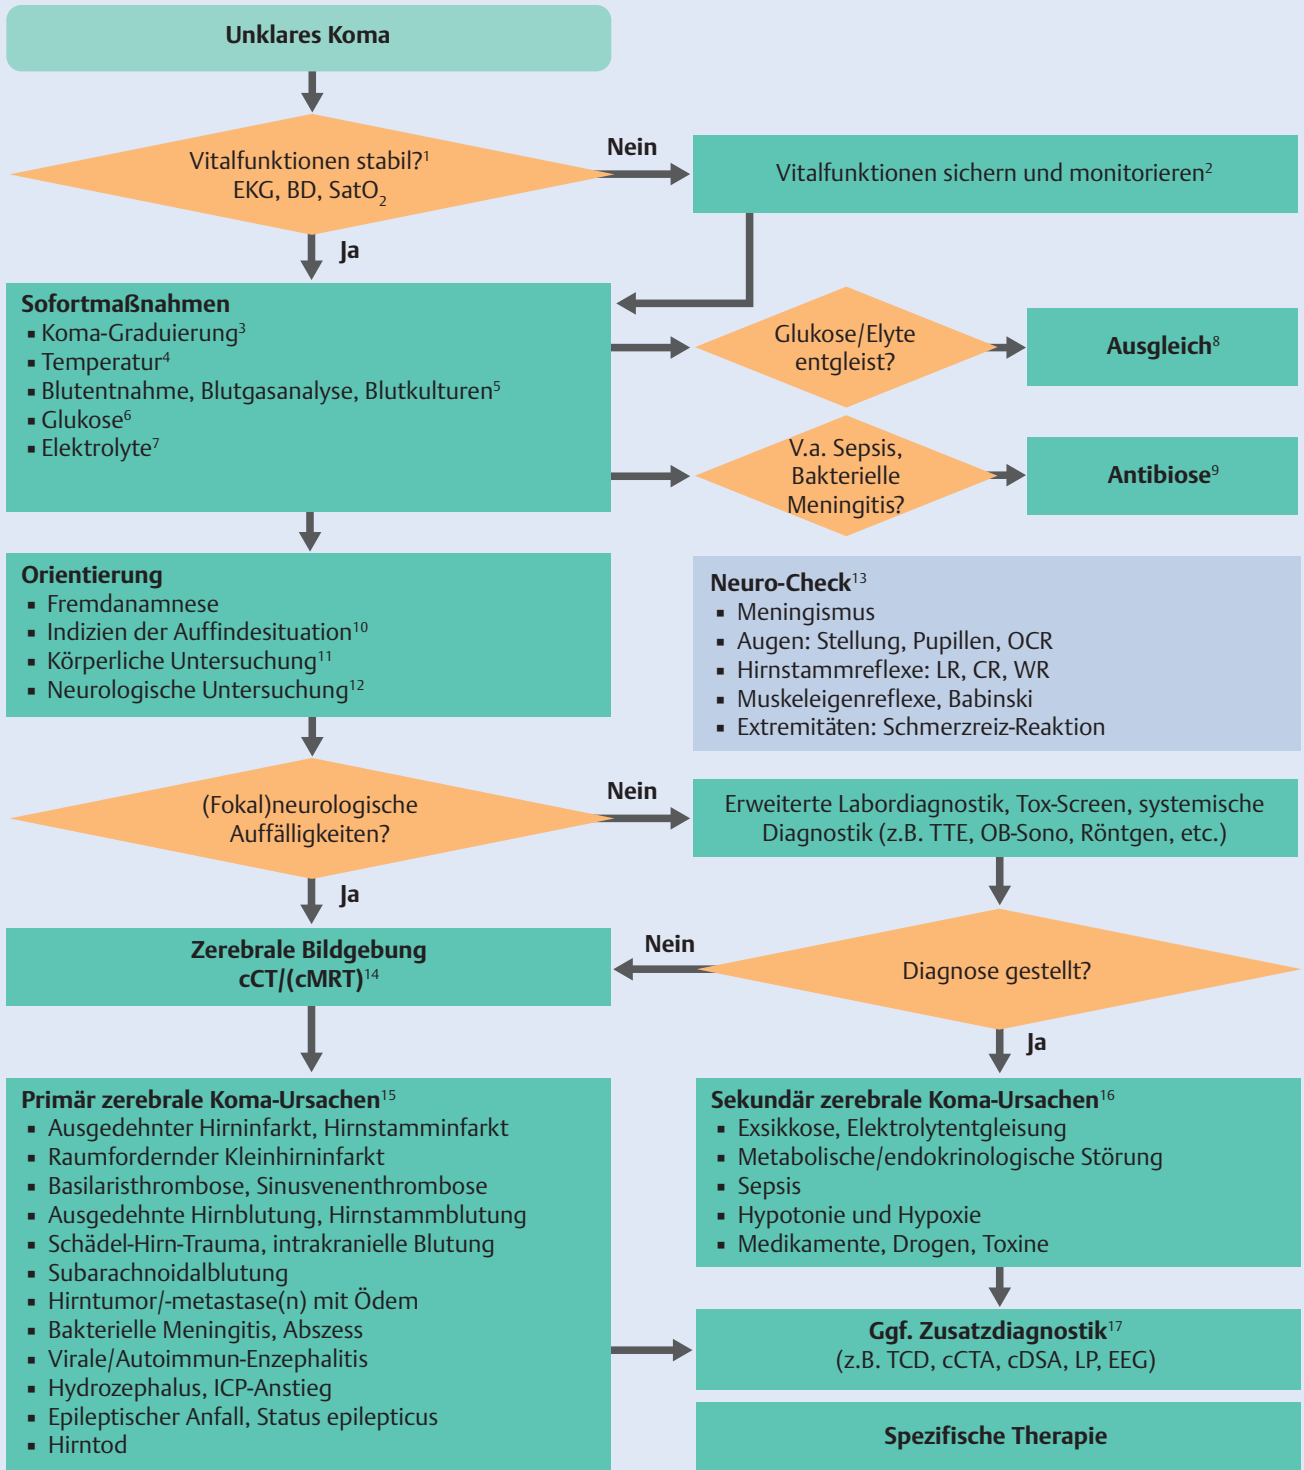 Unklares Koma
Vitalfunktionen stabil?¹
EKG, BD, SatO₂
Nein
Vitalfunktionen sichern und monitorieren²
Ja
Sofortmaßnahmen
▪ Koma-Graduierung³
▪ Temperatur⁴
▪ Blutentnahme, Blutgasanalyse, Blutkulturen⁵
▪ Glukose⁶
▪ Elektrolyte⁷
Glukose/Elyte
entgleist?
Ausgleich⁸
V.a. Sepsis,
Bakterielle
Meningitis?
Antibiose⁹
Orientierung
▪ Fremdanamnese
▪ Indizien der Auffindesituation¹⁰
▪ Körperliche Untersuchung¹¹
▪ Neurologische Untersuchung¹²
Neuro-Check¹³
▪ Meningismus
▪ Augen: Stellung, Pupillen, OCR
▪ Hirnstammreflexe: LR, CR, WR
▪ Muskeleigenreflexe, Babinski
▪ Extremitäten: Schmerzreiz-Reaktion
(Fokal)neurologische
Auffälligkeiten?
Nein
Erweiterte Labordiagnostik, Tox-Screen, systemische
Diagnostik (z.B. TTE, OB-Sono, Röntgen, etc.)
Ja
Zerebrale Bildgebung
cCT/(cMRT)¹⁴
Nein
Diagnose gestellt?
Ja
Primär zerebrale Koma-Ursachen¹⁵
▪ Ausgedehnter Hirninfarkt, Hirnstamminfarkt
▪ Raumfordernder Kleinhirninfarkt
▪ Basilaristhrombose, Sinusvenenthrombose
▪ Ausgedehnte Hirnblutung, Hirnstammblutung
▪ Schädel-Hirn-Trauma, intrakranielle Blutung
▪ Subarachnoidalblutung
▪ Hirntumor/-metastase(n) mit Ödem
▪ Bakterielle Meningitis, Abszess
▪ Virale/Autoimmun-Enzephalitis
▪ Hydrozephalus, ICP-Anstieg
▪ Epileptischer Anfall, Status epilepticus
▪ Hirntod
Sekundär zerebrale Koma-Ursachen¹⁶
▪ Exsikkose, Elektrolytentgleisung
▪ Metabolische/endokrinologische Störung
▪ Sepsis
▪ Hypotonie und Hypoxie
▪ Medikamente, Drogen, Toxine
Ggf. Zusatzdiagnostik¹⁷
(z.B. TCD, cCTA, cDSA, LP, EEG)
Spezifische Therapie